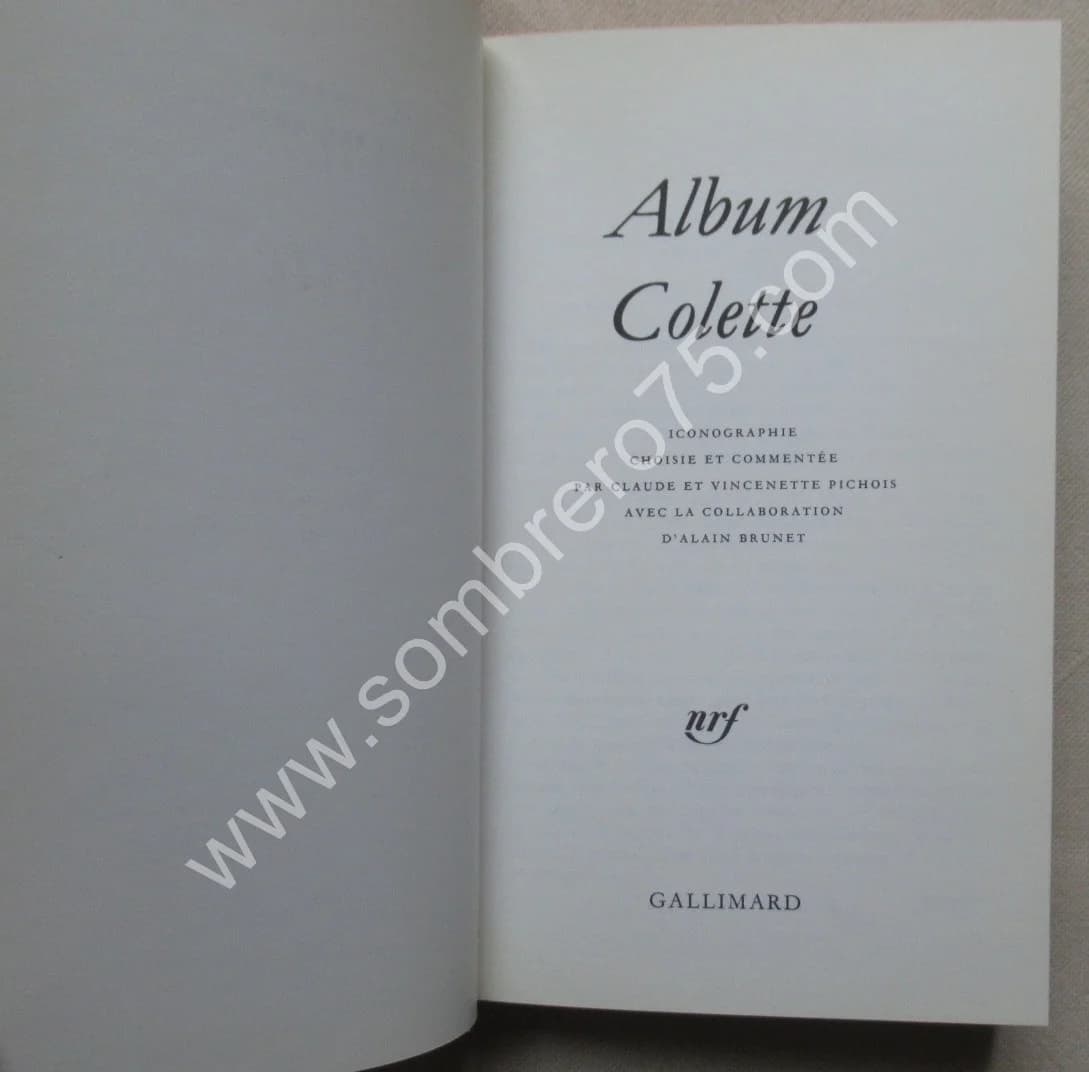 Album
Colette
ICONOGRAPHIE
CHOISIE ET COMMENTÉE
PAR CLAUDE ET VINCENETTE PICHOIS
AVEC LA COLLABORATION
D'ALAIN BRUNET
nrf
GALLIMARD
www.sombrero75.com